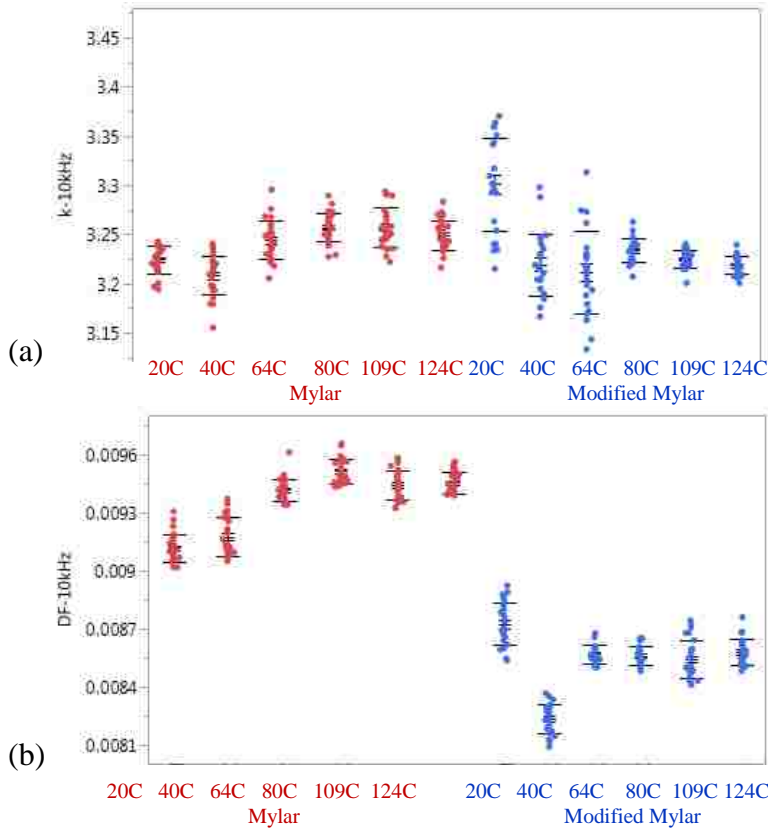 3.45
3.4
3.35
3.3
3.25
3.2
3.15
k-10kHz
(a)
20C 40C 64C 80C 109C 124C 20C 40C 64C 80C 109C 124C
Mylar Modified Mylar
0.0096
0.0093
0.009
0.0087
0.0084
0.0081
DF-10kHz
(b)
20C 40C 64C 80C 109C 124C 20C 40C 64C 80C 109C 124C
Mylar Modified Mylar